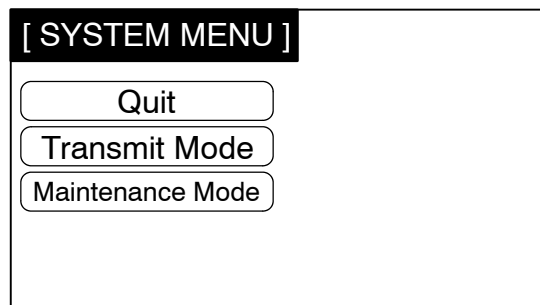 [ SYSTEM MENU ]
Quit
Transmit Mode
Maintenance Mode